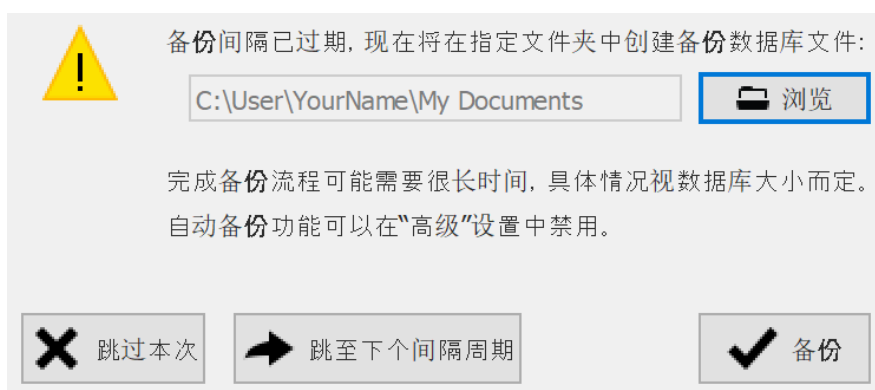 备份间隔已过期, 现在将在指定文件夹中创建备份数据库文件:
C:\User\YourName\My Documents
浏览
完成备份流程可能需要很长时间, 具体情况视数据库大小而定。
自动备份功能可以在“高级”设置中禁用。
跳过本次
跳至下个间隔周期
备份